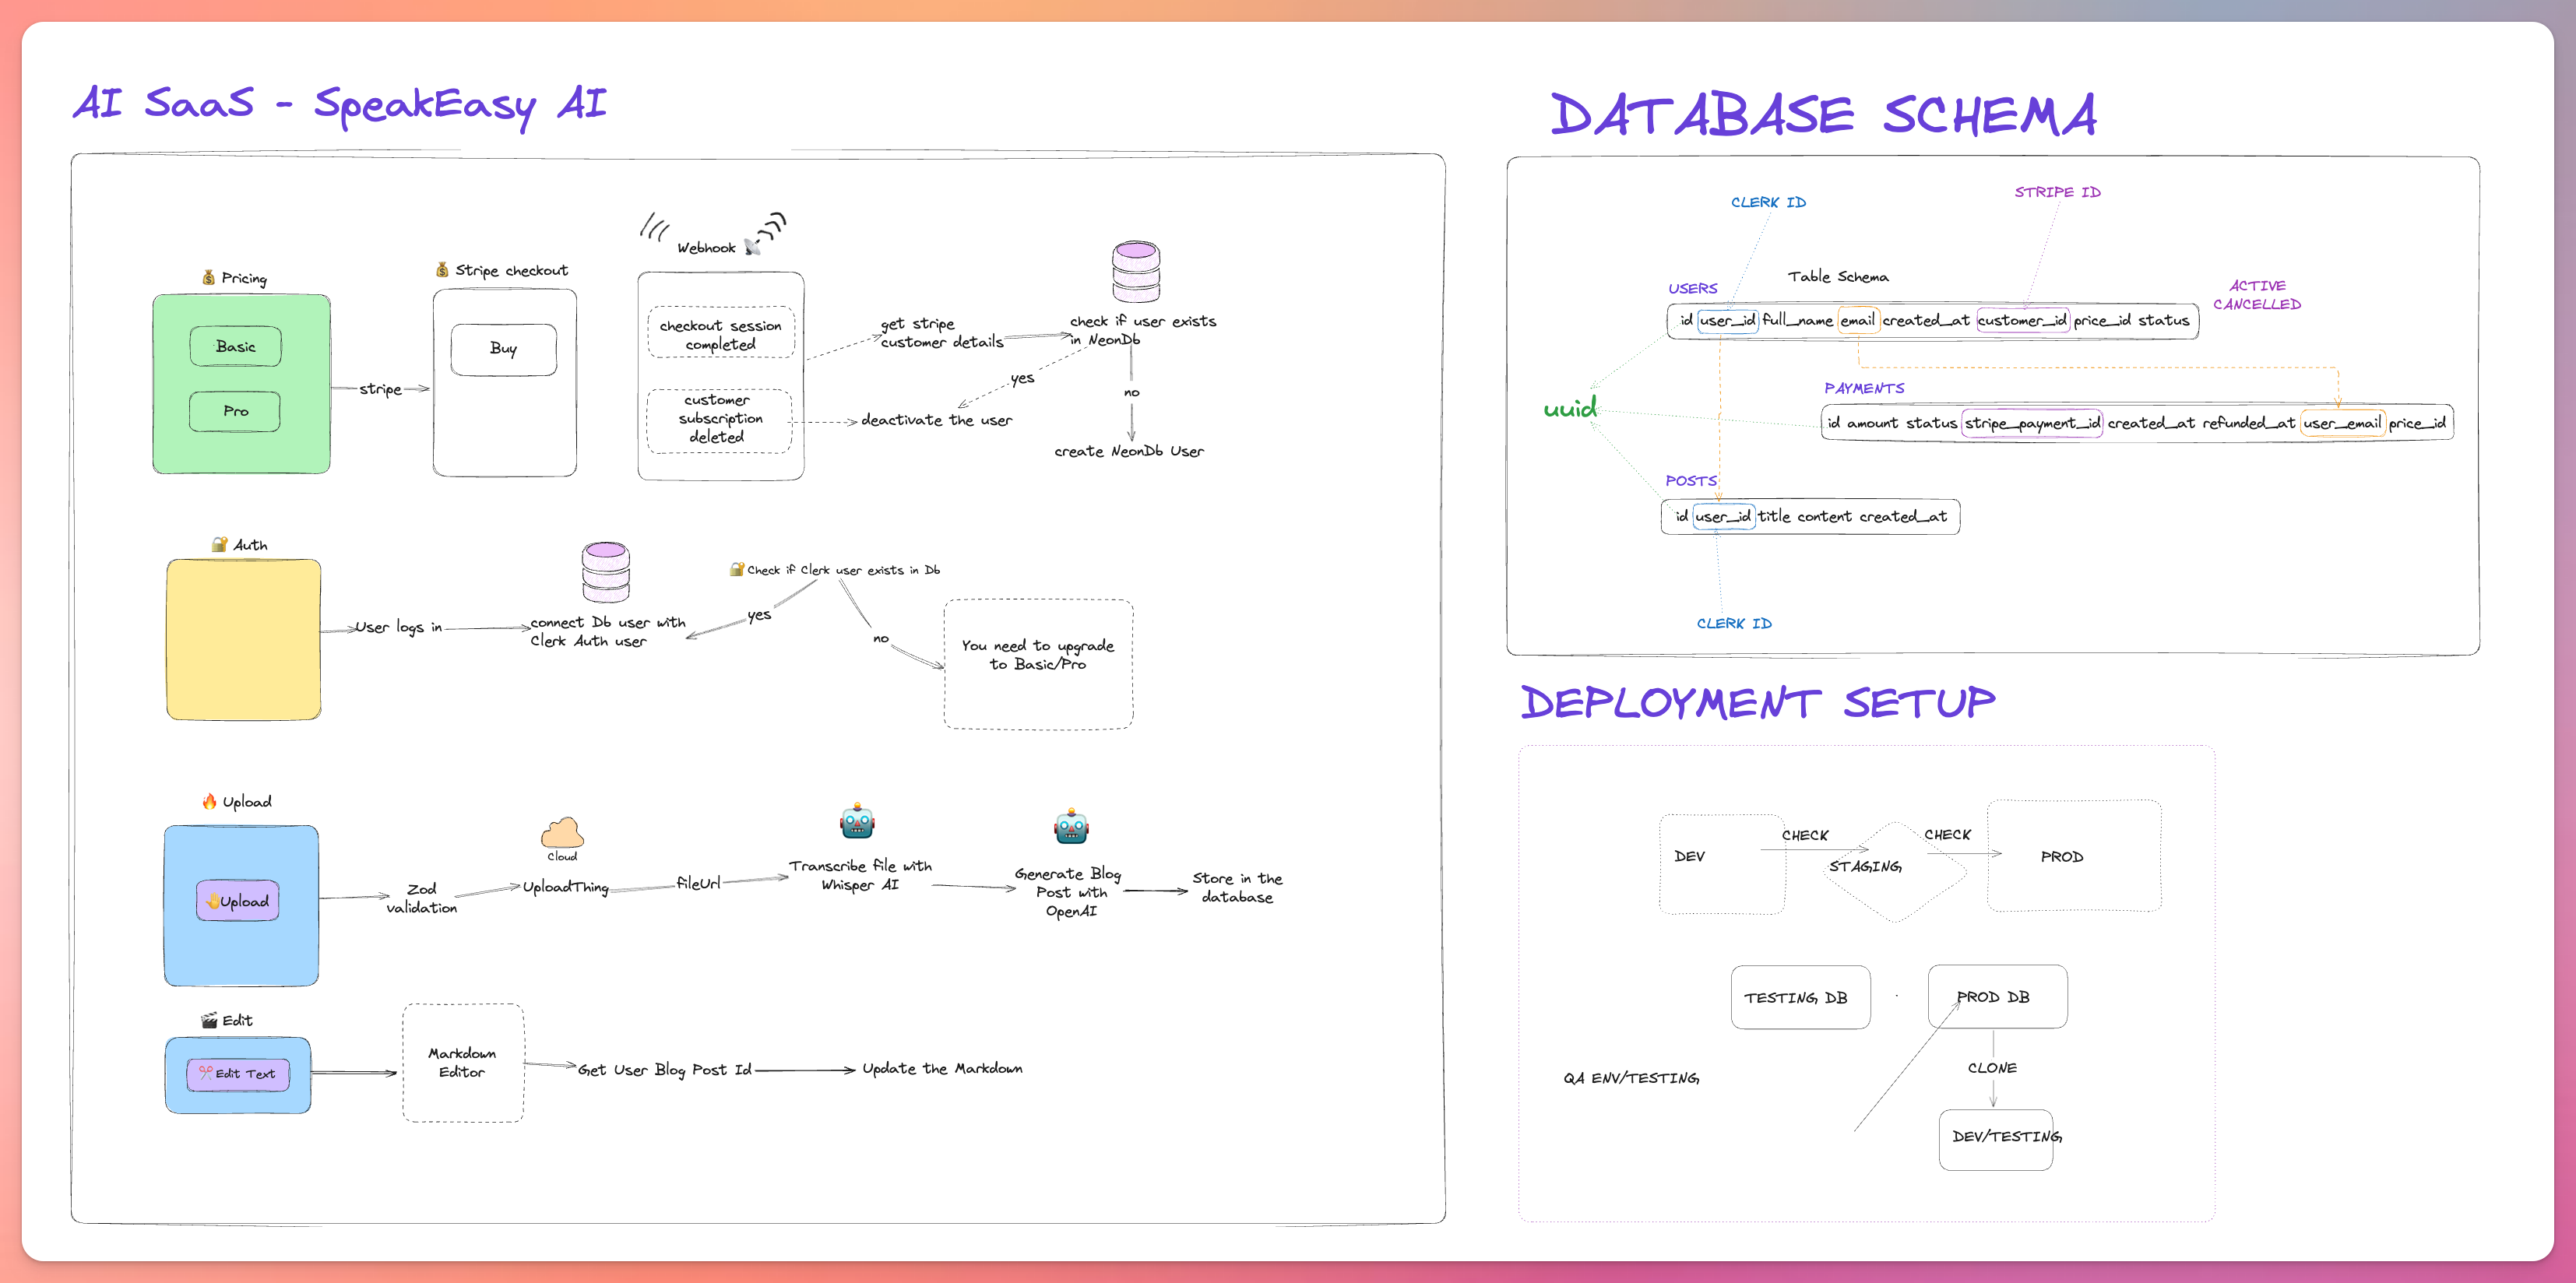 AI SaaS - SpeakEasy AI
Pricing
Basic
Pro
stripe
Stripe checkout
Buy
Webhook
checkout session
completed
customer
subscription
deleted
get stripe
customer details
check if user exists
in NeonDb
yes
no
deactivate the user
create NeonDb User
Auth
User logs in
connect Db user with
Clerk Auth user
Check if Clerk user exists in Db
yes
no
You need to upgrade
to Basic/Pro
Upload
Upload
Zod
validation
Cloud
UploadThing
fileUrl
Transcribe file with
Whisper AI
Generate Blog
Post with
OpenAI
Store in the
database
Edit
Edit Text
Markdown
Editor
Get User Blog Post Id
Update the Markdown
DATABASE SCHEMA
CLERK ID
STRIPE ID
Table Schema
USERS
ACTIVE
CANCELLED
id user_id full_name email created_at customer_id price_id status
PAYMENTS
uuid
id amount status stripe_payment_id created_at refunded_at user_email price_id
POSTS
id user_id title content created_at
CLERK ID
DEPLOYMENT SETUP
DEV
CHECK
STAGING
CHECK
PROD
TESTING DB
PROD DB
CLONE
QA ENV/TESTING
DEV/TESTING